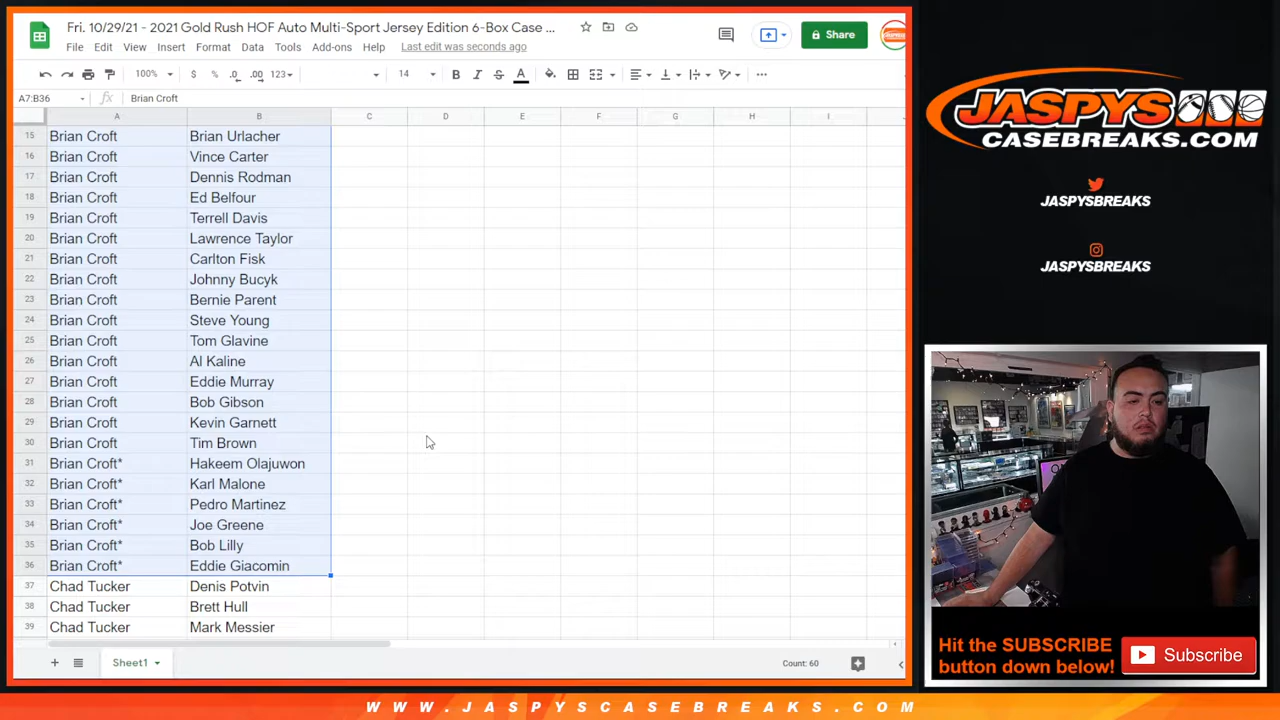 Fri. 10/29/21 - 2021 Gold Rush HOF Auto Multi-Sport Jersey Edition 6-Box Case ...
File Edit View Insert Format Data Tools Add-ons Help Last edit was seconds ago
Share
100% $ % .0 .00 123 14 B I S A
A7:B36 fx Brian Croft
A B C D E F G H I
15 Brian Croft Brian Urlacher
16 Brian Croft Vince Carter
17 Brian Croft Dennis Rodman
18 Brian Croft Ed Belfour
19 Brian Croft Terrell Davis
20 Brian Croft Lawrence Taylor
21 Brian Croft Carlton Fisk
22 Brian Croft Johnny Bucyk
23 Brian Croft Bernie Parent
24 Brian Croft Steve Young
25 Brian Croft Tom Glavine
26 Brian Croft Al Kaline
27 Brian Croft Eddie Murray
28 Brian Croft Bob Gibson
29 Brian Croft Kevin Garnett
30 Brian Croft Tim Brown
31 Brian Croft* Hakeem Olajuwon
32 Brian Croft* Karl Malone
33 Brian Croft* Pedro Martinez
34 Brian Croft* Joe Greene
35 Brian Croft* Bob Lilly
36 Brian Croft* Eddie Giacomin
37 Chad Tucker Denis Potvin
38 Chad Tucker Brett Hull
39 Chad Tucker Mark Messier
Sheet1
Count: 60
JASPYS
CASEBREAKS.COM
JASPYSBREAKS
JASPYSBREAKS
Hit the SUBSCRIBE
button down below!
Subscribe
WWW.JASPYSCASEBREAKS.COM